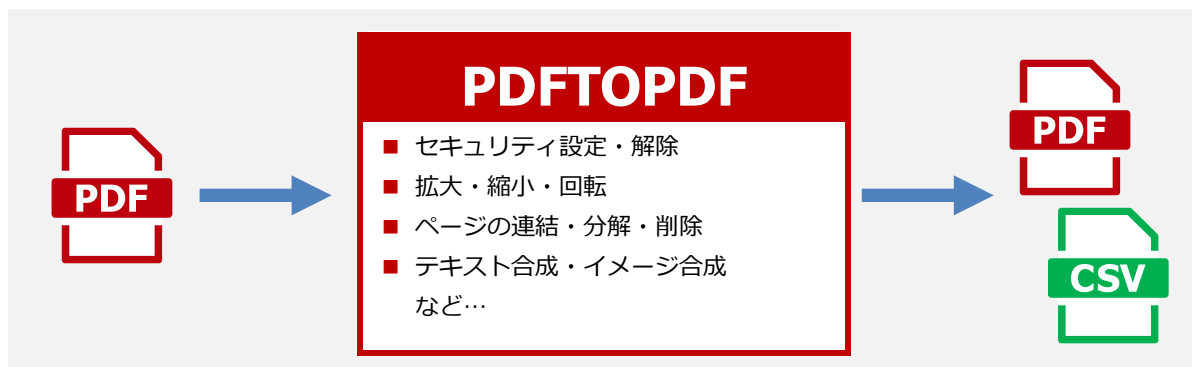 PDF
PDFTOPDF
セキュリティ設定・解除
拡大・縮小・回転
ページの連結・分解・削除
テキスト合成・イメージ合成
など…
PDF
CSV